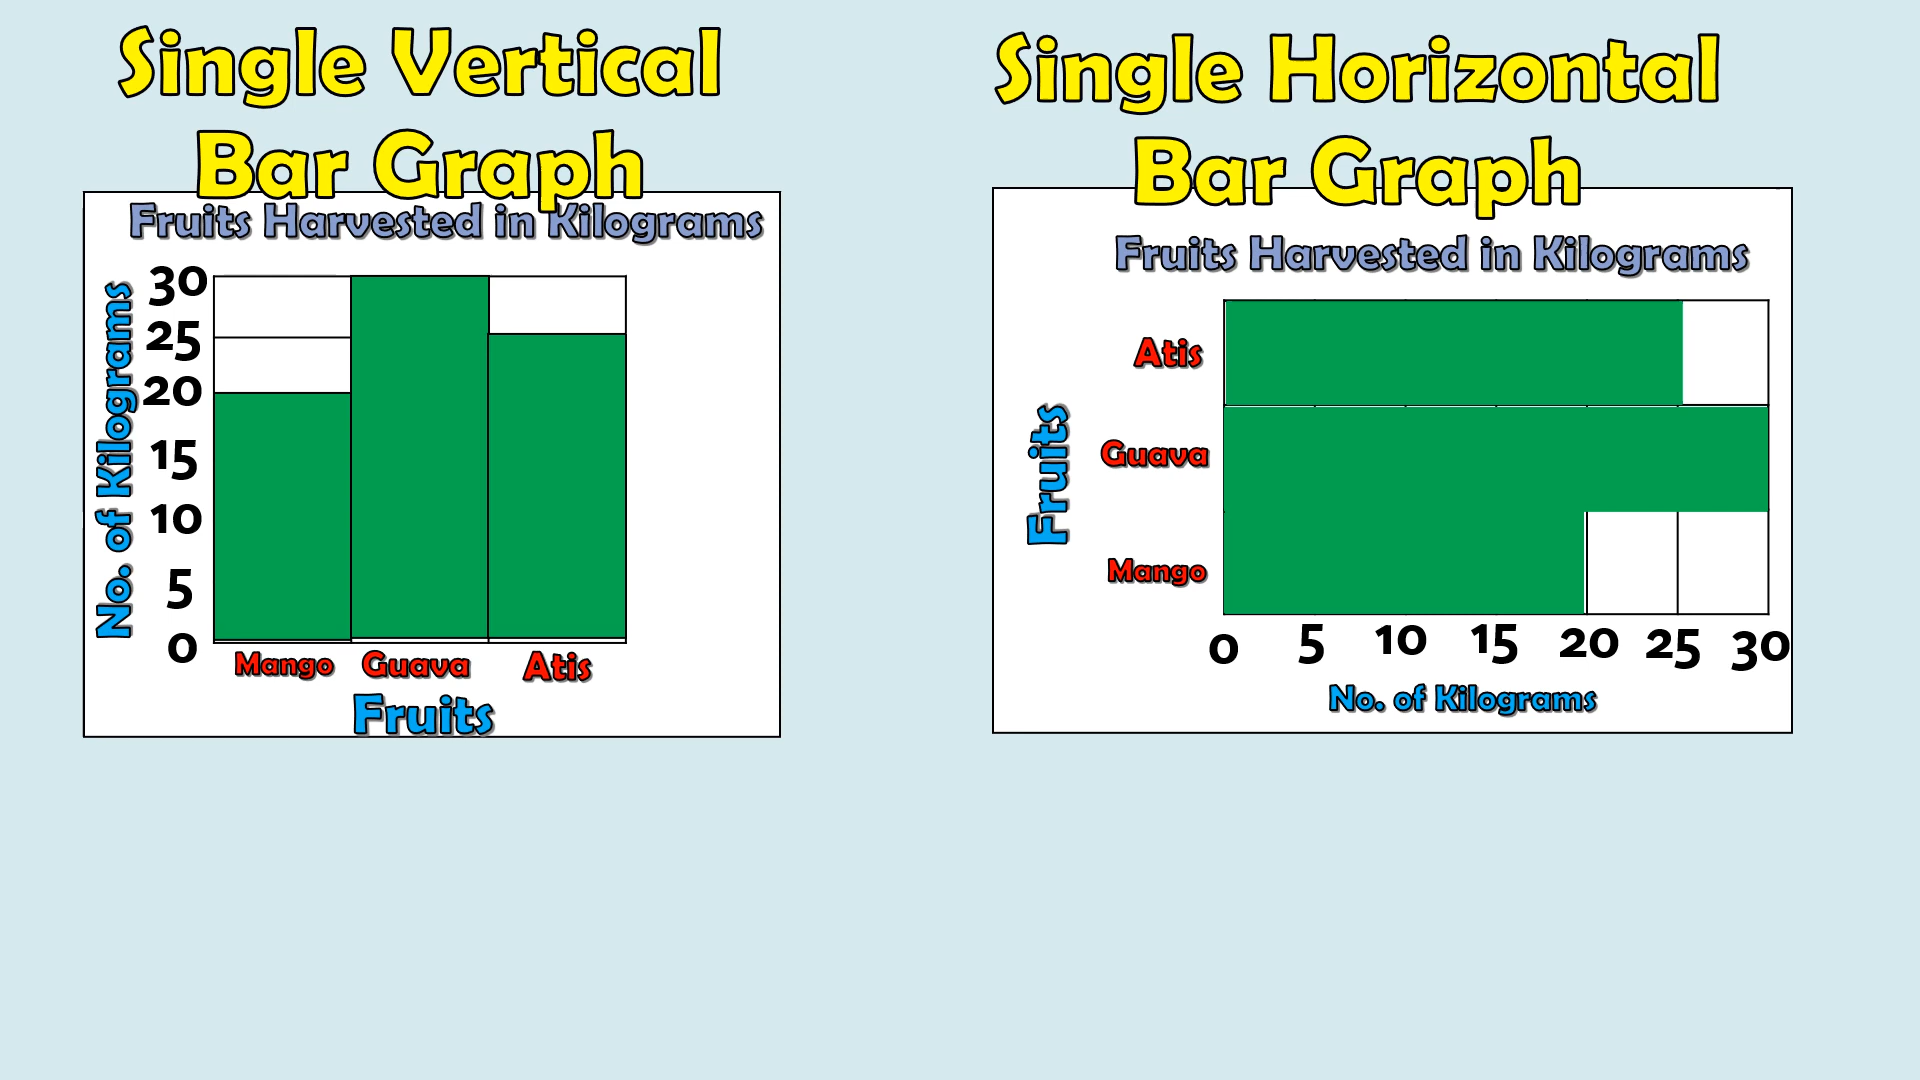 Single Vertical
Bar Graph
Fruits Harvested in Kilograms
No. of Kilograms
30
25
20
15
10
5
0
Mango Guava Atis
Fruits
Single Horizontal
Bar Graph
Fruits Harvested in Kilograms
Fruits
Atis
Guava
Mango
0 5 10 15 20 25 30
No. of Kilograms